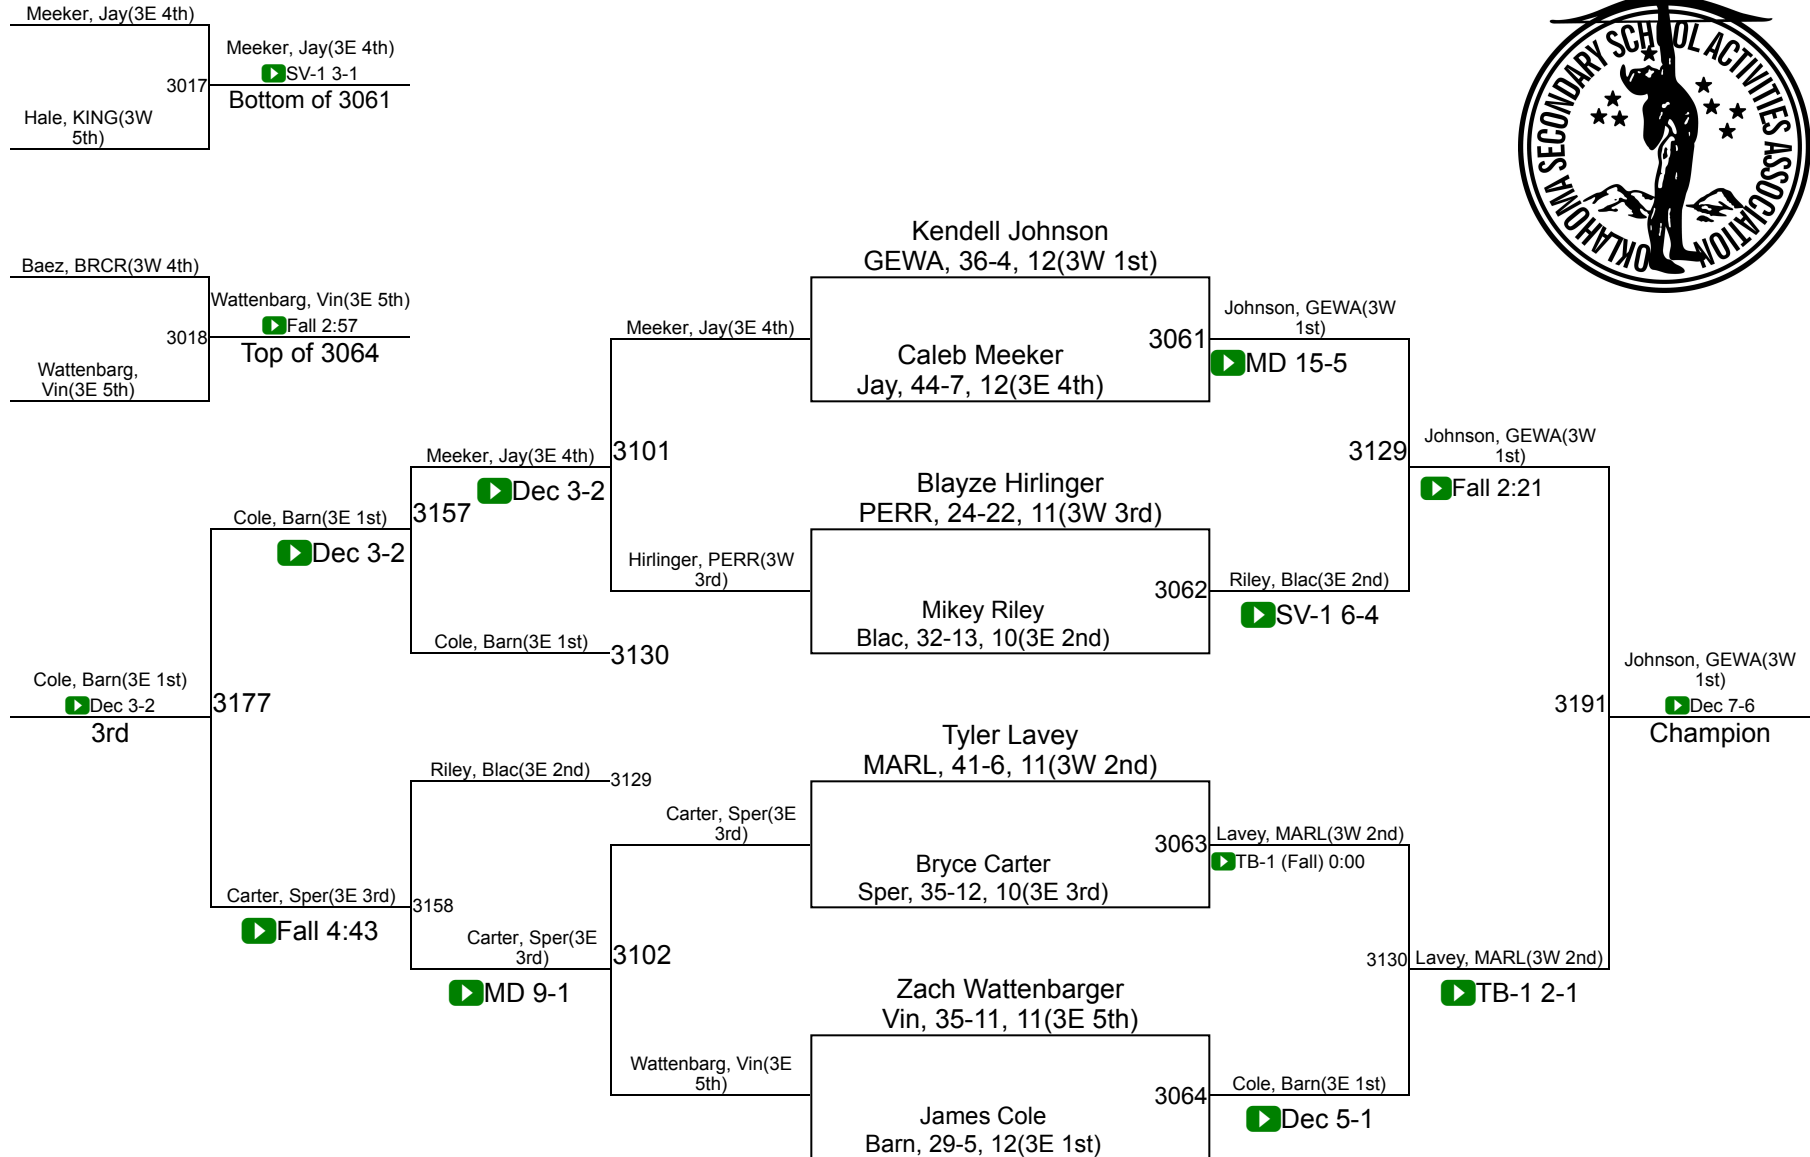 Meeker, Jay(3E 4th)
3017
Hale, KING(3W
5th)
Meeker, Jay(3E 4th)
SV-1 3-1
Bottom of 3061
OKLAHOMA SECONDARY SCHOOL ACTIVITIES ASSOCIATION
Baez, BRCR(3W 4th)
3018
Wattenbarg,
Vin(3E 5th)
Wattenbarg, Vin(3E 5th)
Fall 2:57
Top of 3064
Kendell Johnson
GEWA, 36-4, 12(3W 1st)
3061
Caleb Meeker
Jay, 44-7, 12(3E 4th)
Johnson, GEWA(3W
1st)
MD 15-5
Meeker, Jay(3E 4th)
3101
Hirlinger, PERR(3W
3rd)
Blayze Hirlinger
PERR, 24-22, 11(3W 3rd)
3062
Mikey Riley
Blac, 32-13, 10(3E 2nd)
Riley, Blac(3E 2nd)
SV-1 6-4
3129
Johnson, GEWA(3W
1st)
Fall 2:21
Meeker, Jay(3E 4th)
Dec 3-2
3157
Cole, Barn(3E 1st)
3130
Cole, Barn(3E 1st)
Dec 3-2
3177
Cole, Barn(3E 1st)
Dec 3-2
3rd
3191
Johnson, GEWA(3W
1st)
Dec 7-6
Champion
Riley, Blac(3E 2nd)
3129
3158
Carter, Sper(3E 3rd)
Fall 4:43
Carter, Sper(3E
3rd)
MD 9-1
3102
Carter, Sper(3E
3rd)
Tyler Lavey
MARL, 41-6, 11(3W 2nd)
3063
Bryce Carter
Sper, 35-12, 10(3E 3rd)
Lavey, MARL(3W 2nd)
TB-1 (Fall) 0:00
3130
Lavey, MARL(3W 2nd)
TB-1 2-1
Wattenbarg, Vin(3E
5th)
Zach Wattenbarger
Vin, 35-11, 11(3E 5th)
3064
James Cole
Barn, 29-5, 12(3E 1st)
Cole, Barn(3E 1st)
Dec 5-1